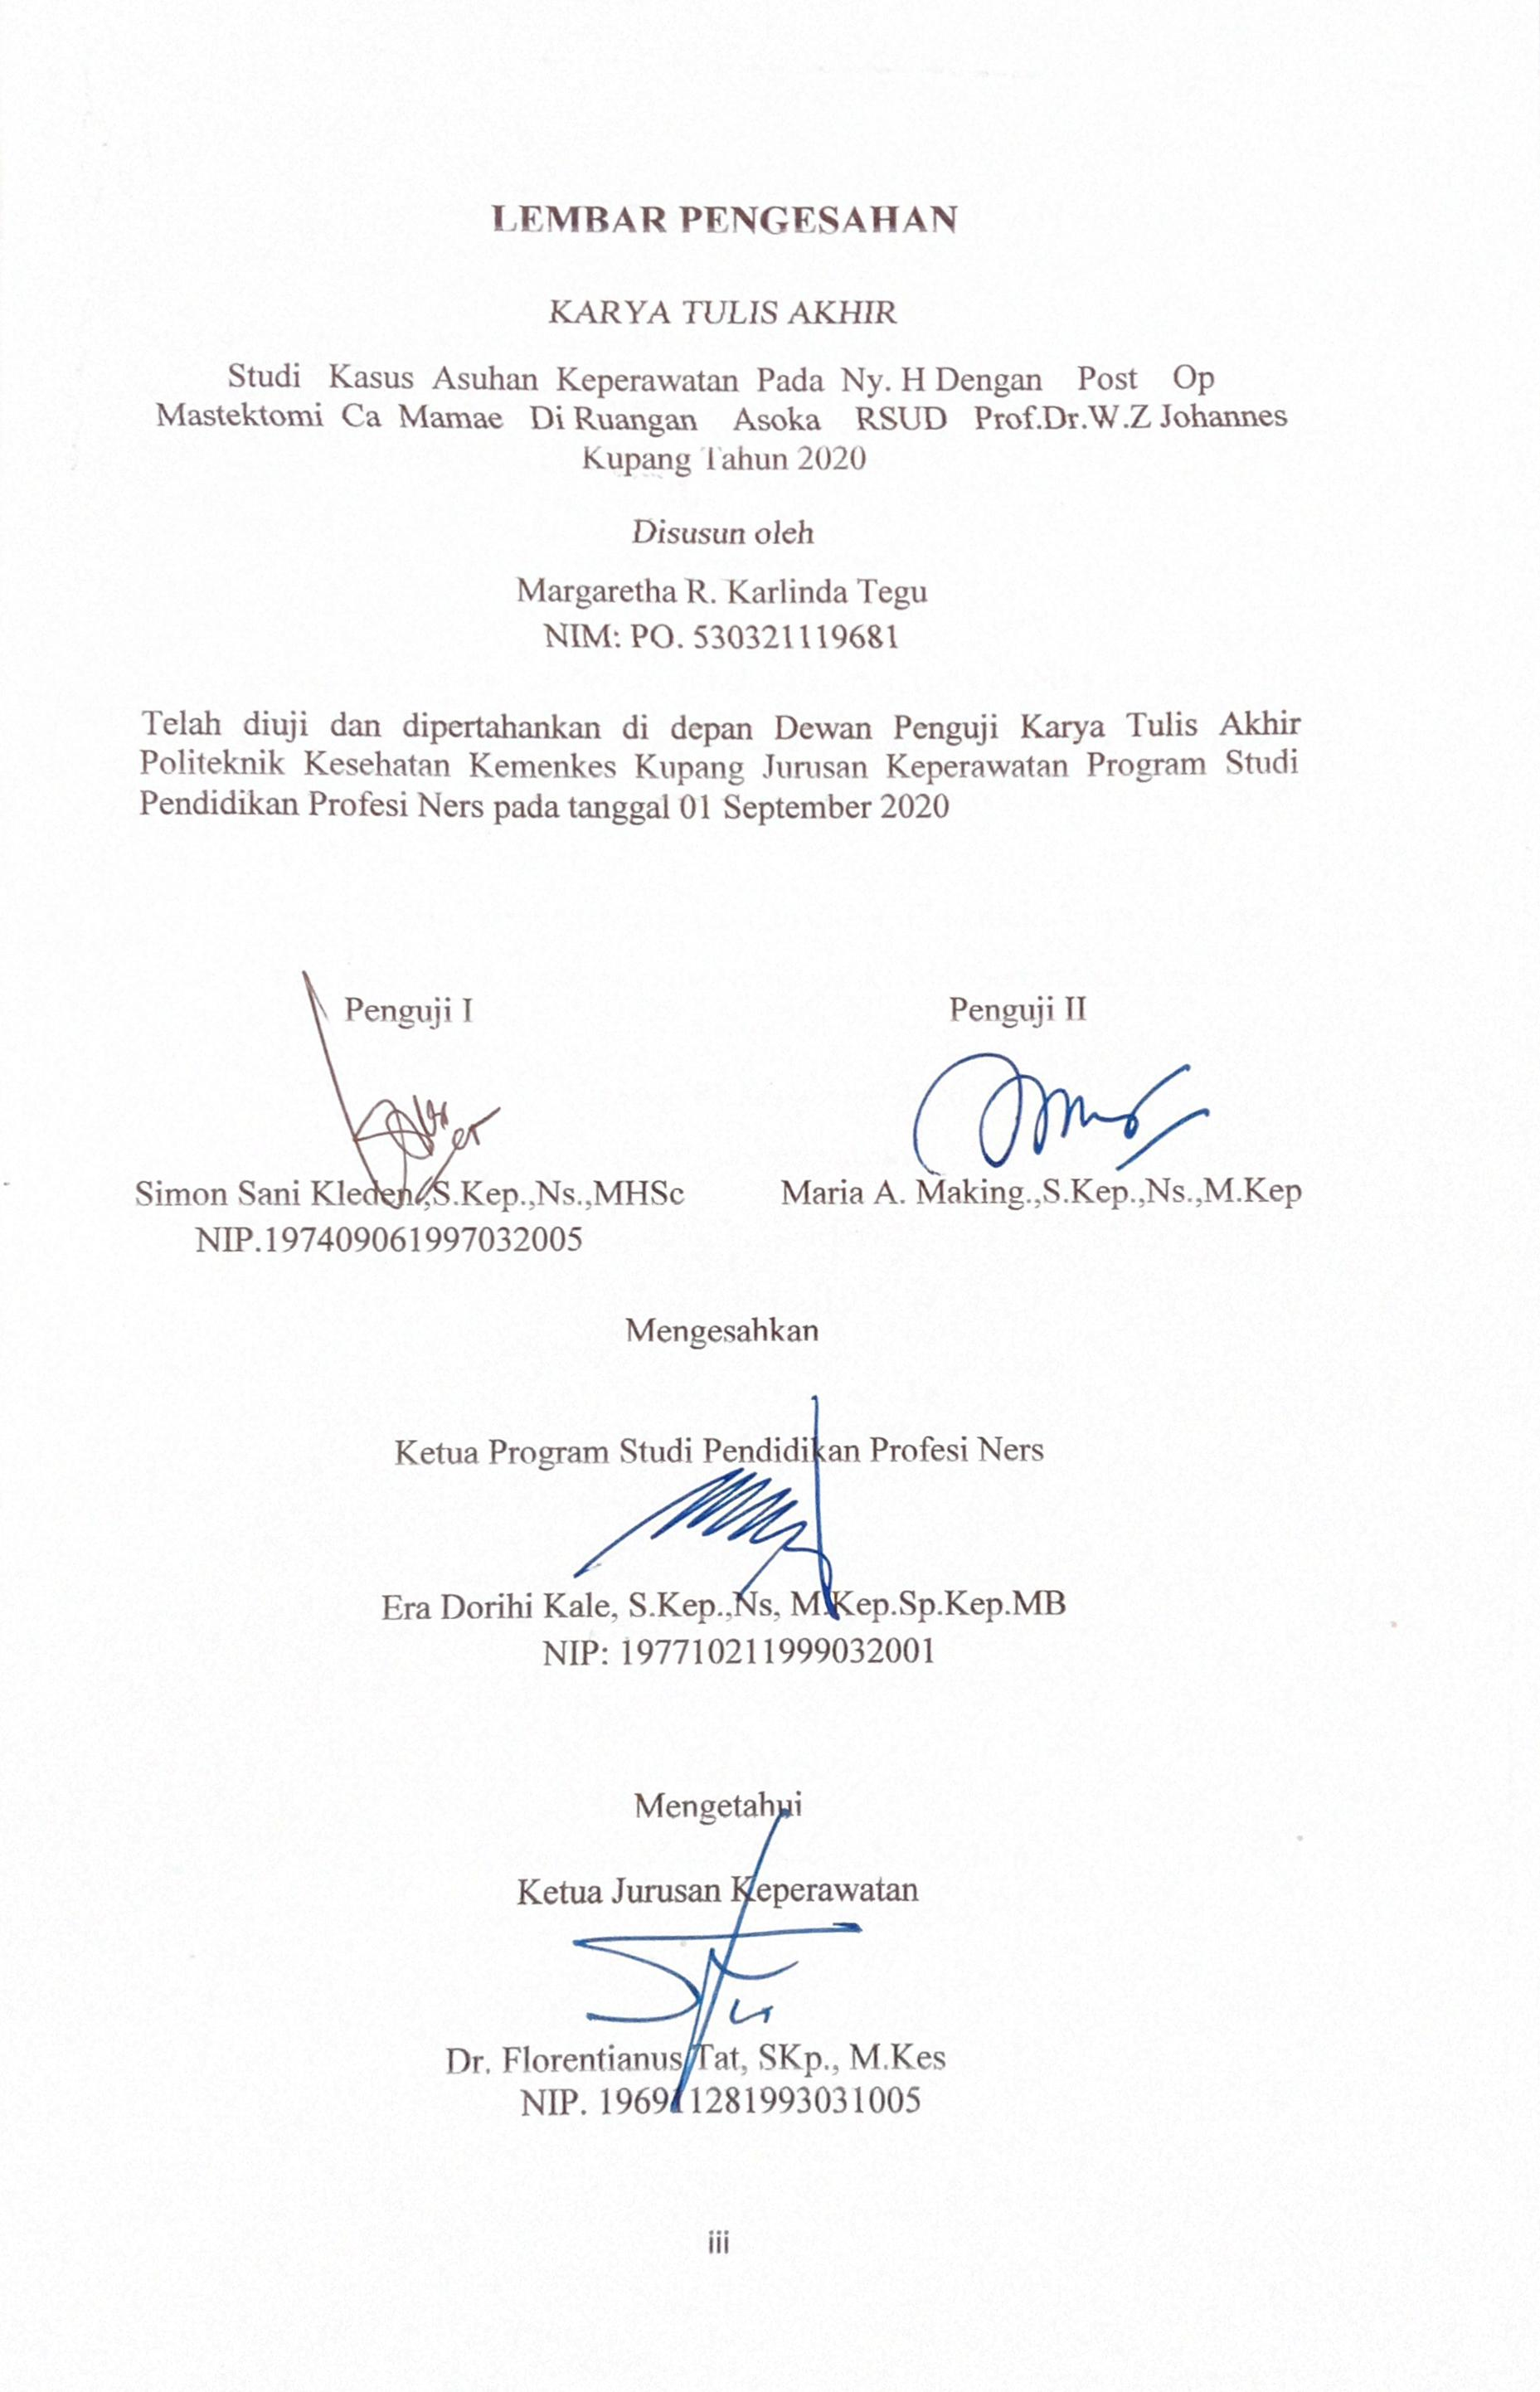 LEMBAR PENGESAHAN
KARYA TULIS AKHIR
Studi Kasus Asuhan Keperawatan Pada Ny. H Dengan Post Op
Mastektomi Ca Mamae Di Ruangan Asoka RSUD Prof.Dr.W.Z Johannes
Kupang Tahun 2020
Disusun oleh
Margaretha R. Karlinda Tegu
NIM: PO. 530321119681
Telah diuji dan dipertahankan di depan Dewan Penguji Karya Tulis Akhir
Politeknik Kesehatan Kemenkes Kupang Jurusan Keperawatan Program Studi
Pendidikan Profesi Ners pada tanggal 01 September 2020
Penguji I
Penguji II
Simon Sani Kleden,S.Kep.,Ns.,MHSc
Maria A. Making.,S.Kep.,Ns.,M.Kep
NIP.197409061997032005
Mengesahkan
Ketua Program Studi Pendidikan Profesi Ners
Era Dorihi Kale, S.Kep.,Ns, M.Kep.Sp.Kep.MB
NIP: 197710211999032001
Mengetahui
Ketua Jurusan Keperawatan
Dr. Florentianus Tat, SKp., M.Kes
NIP. 196911281993031005
iii